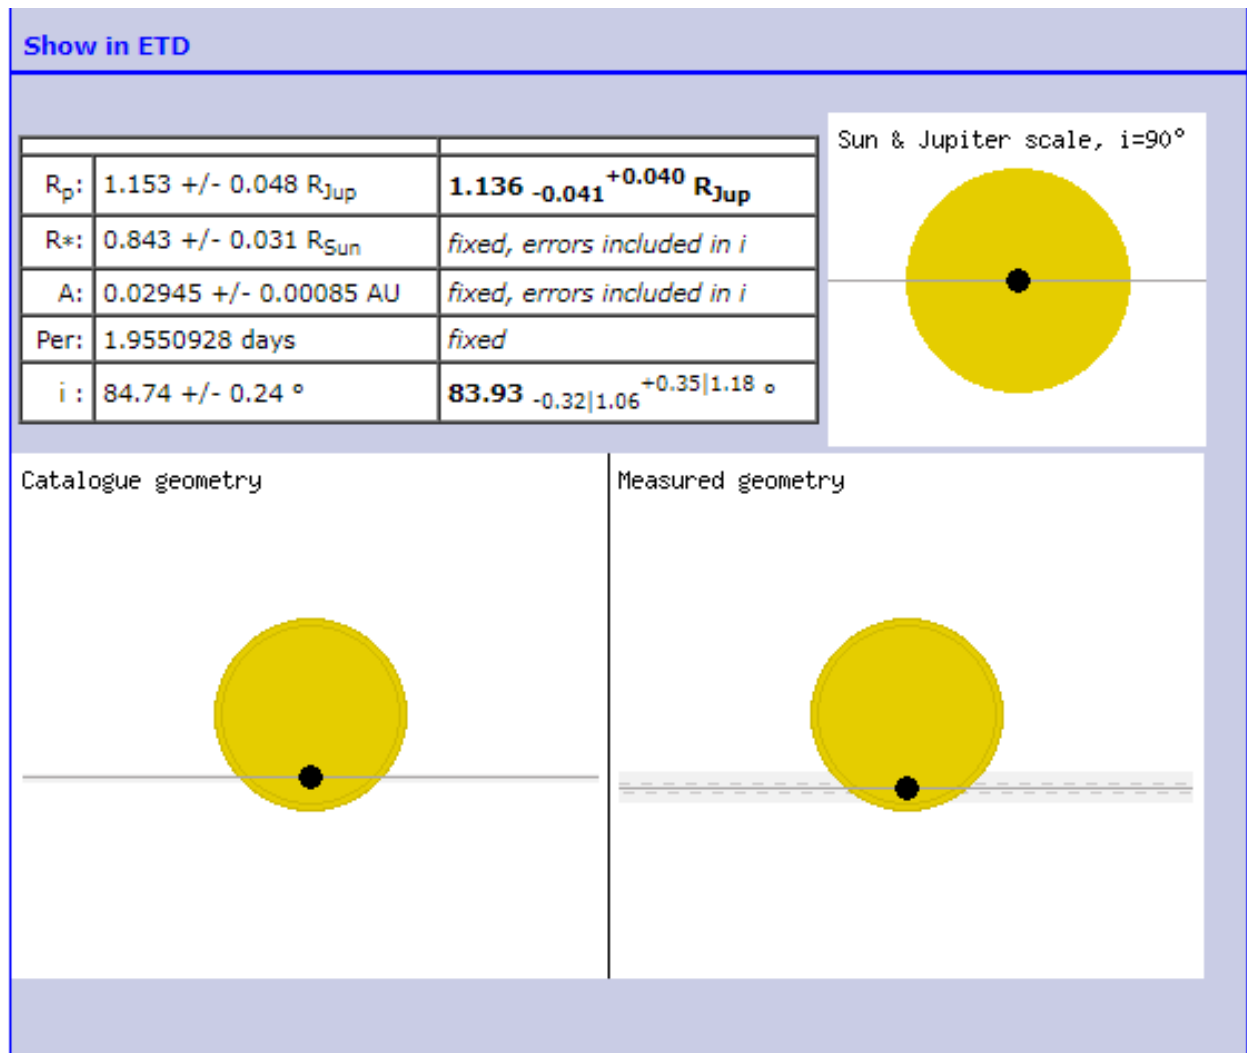 Show in ETD
Sun & Jupiter scale, i=90°
Rp: 1.153 +/- 0.048 RJup 1.136 -0.041+0.040 RJup
R*: 0.843 +/- 0.031 RSun fixed, errors included in i
A: 0.02945 +/- 0.00085 AU fixed, errors included in i
Per: 1.9550928 days fixed
i : 84.74 +/- 0.24 ° 83.93 -0.32|1.06+0.35|1.18 °
Catalogue geometry
Measured geometry